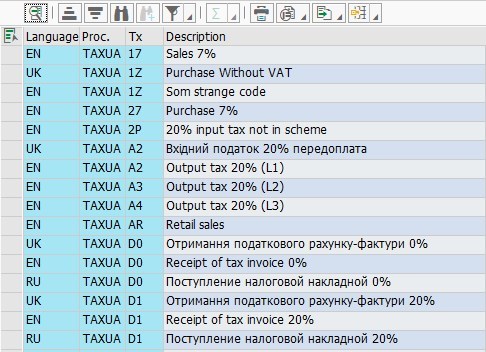 Language Proc. Tx Description
EN TAXUA 17 Sales 7%
UK TAXUA 1Z Purchase Without VAT
EN TAXUA 1Z Som strange code
EN TAXUA 27 Purchase 7%
EN TAXUA 2P 20% input tax not in scheme
UK TAXUA A2 Вхідний податок 20% передоплата
EN TAXUA A2 Output tax 20% (L1)
EN TAXUA A3 Output tax 20% (L2)
EN TAXUA A4 Output tax 20% (L3)
EN TAXUA AR Retail sales
UK TAXUA D0 Отримання податкового рахунку-фактури 0%
EN TAXUA D0 Receipt of tax invoice 0%
RU TAXUA D0 Поступление налоговой накладной 0%
UK TAXUA D1 Отримання податкового рахунку-фактури 20%
EN TAXUA D1 Receipt of tax invoice 20%
RU TAXUA D1 Поступление налоговой накладной 20%